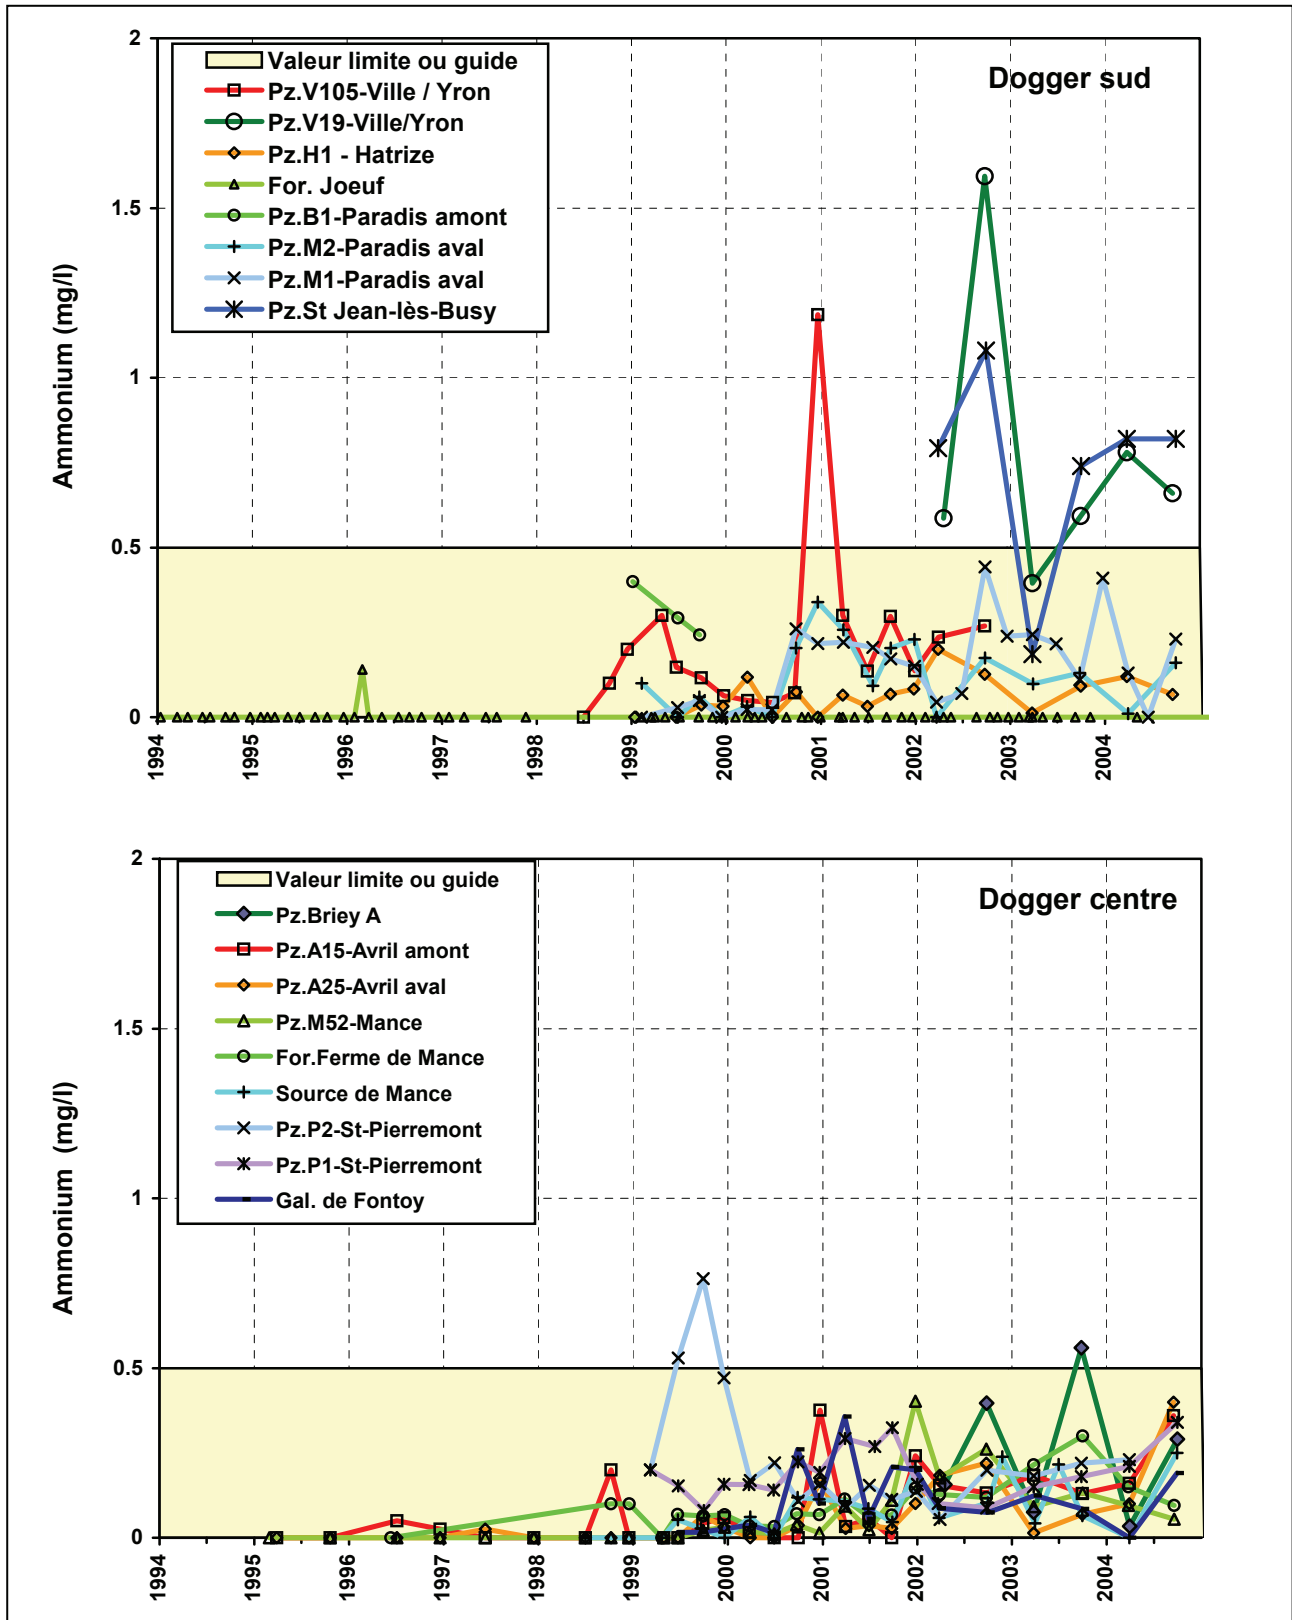 Dogger sud
Valeur limite ou guide
Pz.V105-Ville / Yron
Pz.V19-Ville/Yron
Pz.H1 - Hatrize
For. Joeuf
Pz.B1-Paradis amont
Pz.M2-Paradis aval
Pz.M1-Paradis aval
Pz.St Jean-lès-Busy
Ammonium (mg/l)
2
1.5
1
0.5
0
1994
1995
1996
1997
1998
1999
2000
2001
2002
2003
2004
Dogger centre
Valeur limite ou guide
Pz.Briey A
Pz.A15-Avril amont
Pz.A25-Avril aval
Pz.M52-Mance
For.Ferme de Mance
Source de Mance
Pz.P2-St-Pierremont
Pz.P1-St-Pierremont
Gal. de Fontoy
Ammonium (mg/l)
2
1.5
1
0.5
0
1994
1995
1996
1997
1998
1999
2000
2001
2002
2003
2004